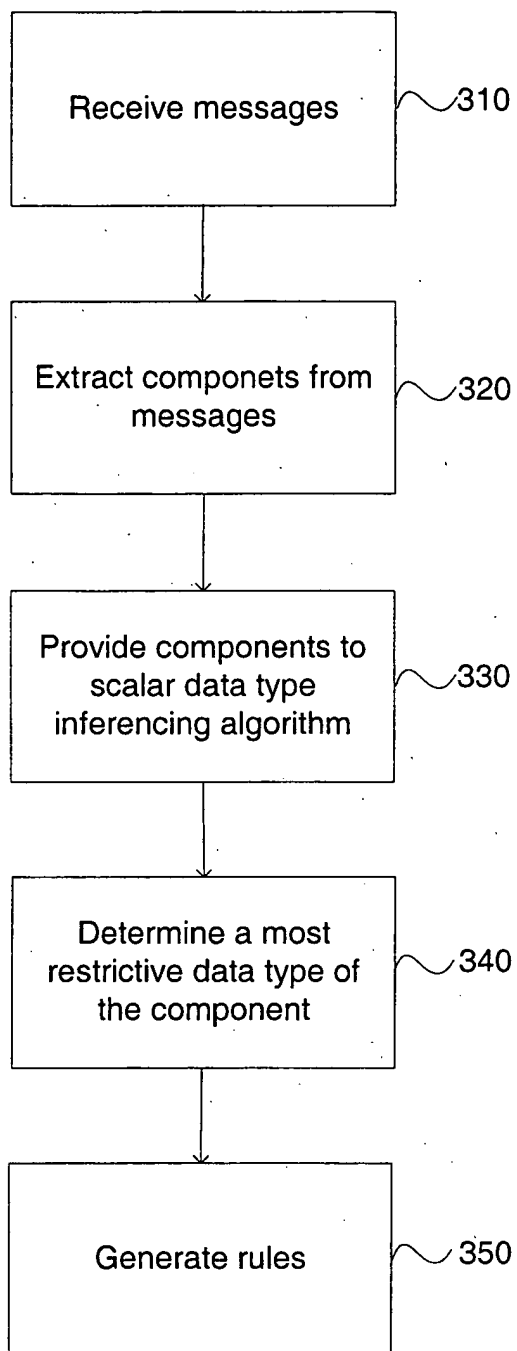 Receive messages
310
Extract componets from
messages
320
Provide components to
scalar data type
inferencing algorithm
330
Determine a most
restrictive data type of
the component
340
Generate rules
350